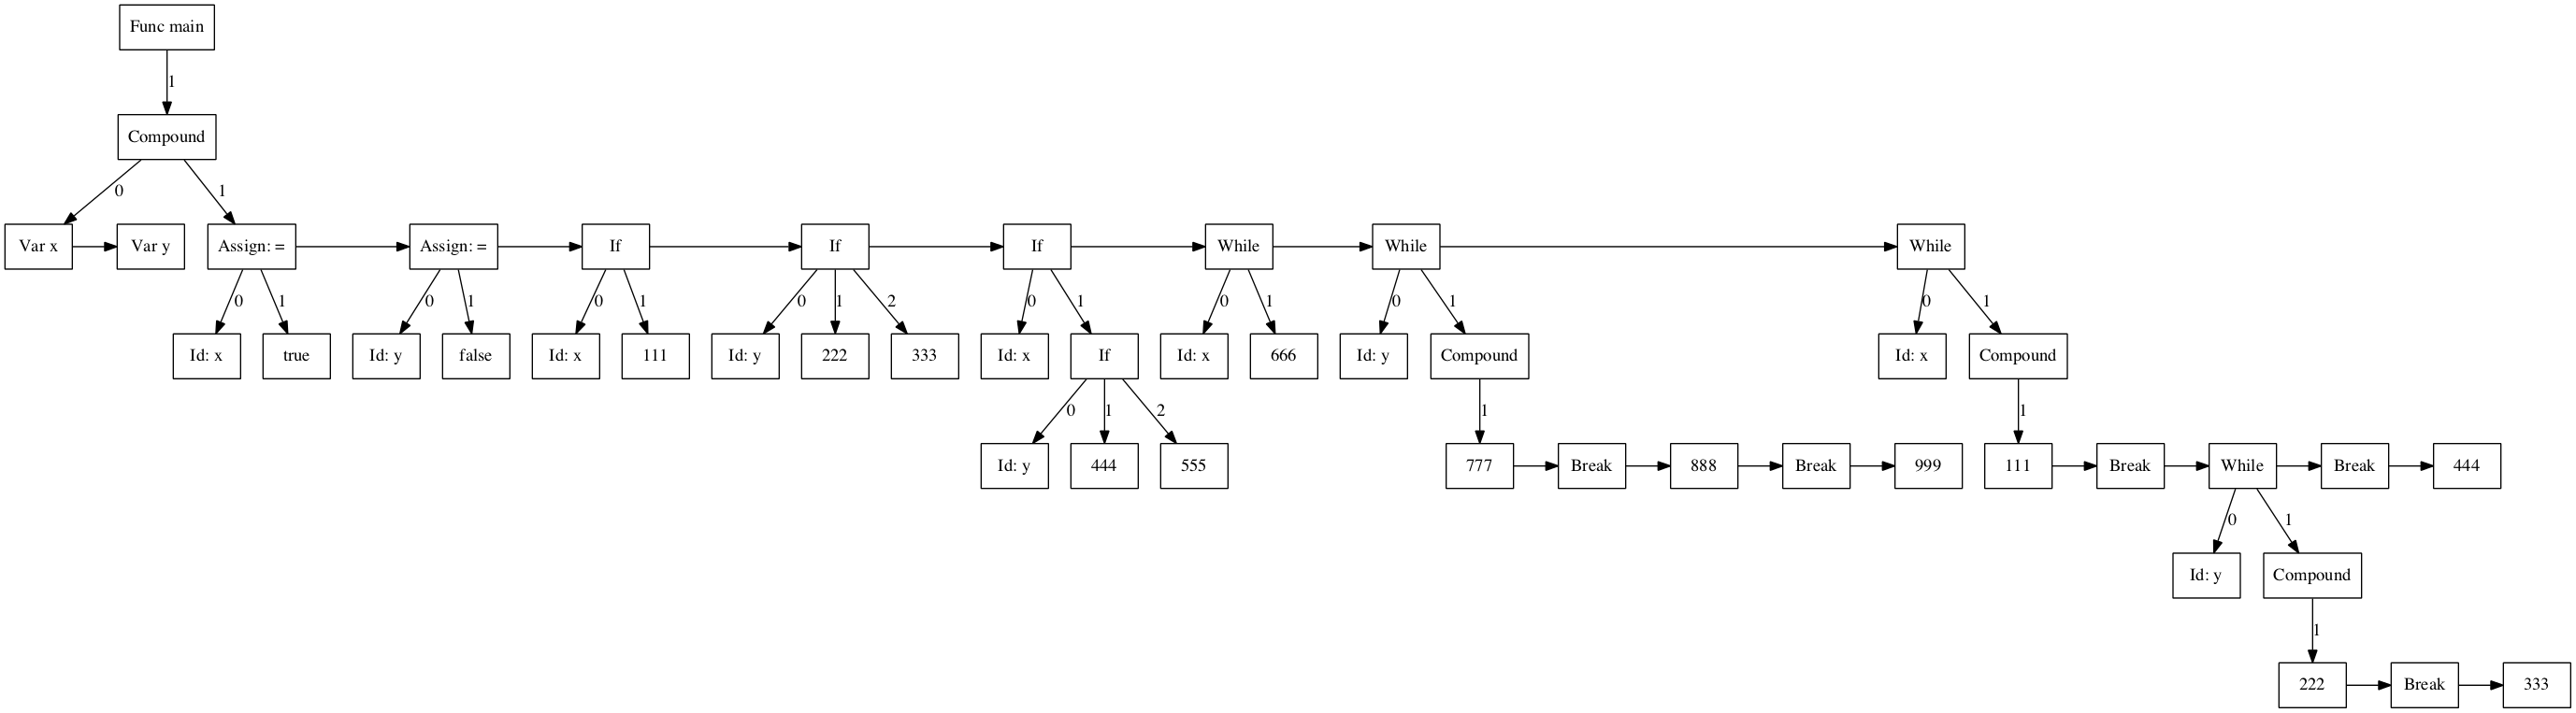 Func main
1
Compound
0 1
Var x Var y Assign: = Assign: = If If If While While While
0 1 0 1 0 1 0 1 2 0 1 0 1 0 1 0 1
Id: x true Id: y false Id: x 111 Id: y 222 333 Id: x If Id: x 666 Id: y Compound Id: x Compound
0 1 2 1 1
Id: y 444 555 777 Break 888 Break 999 111 Break While Break 444
0 1
Id: y Compound
1
222 Break 333